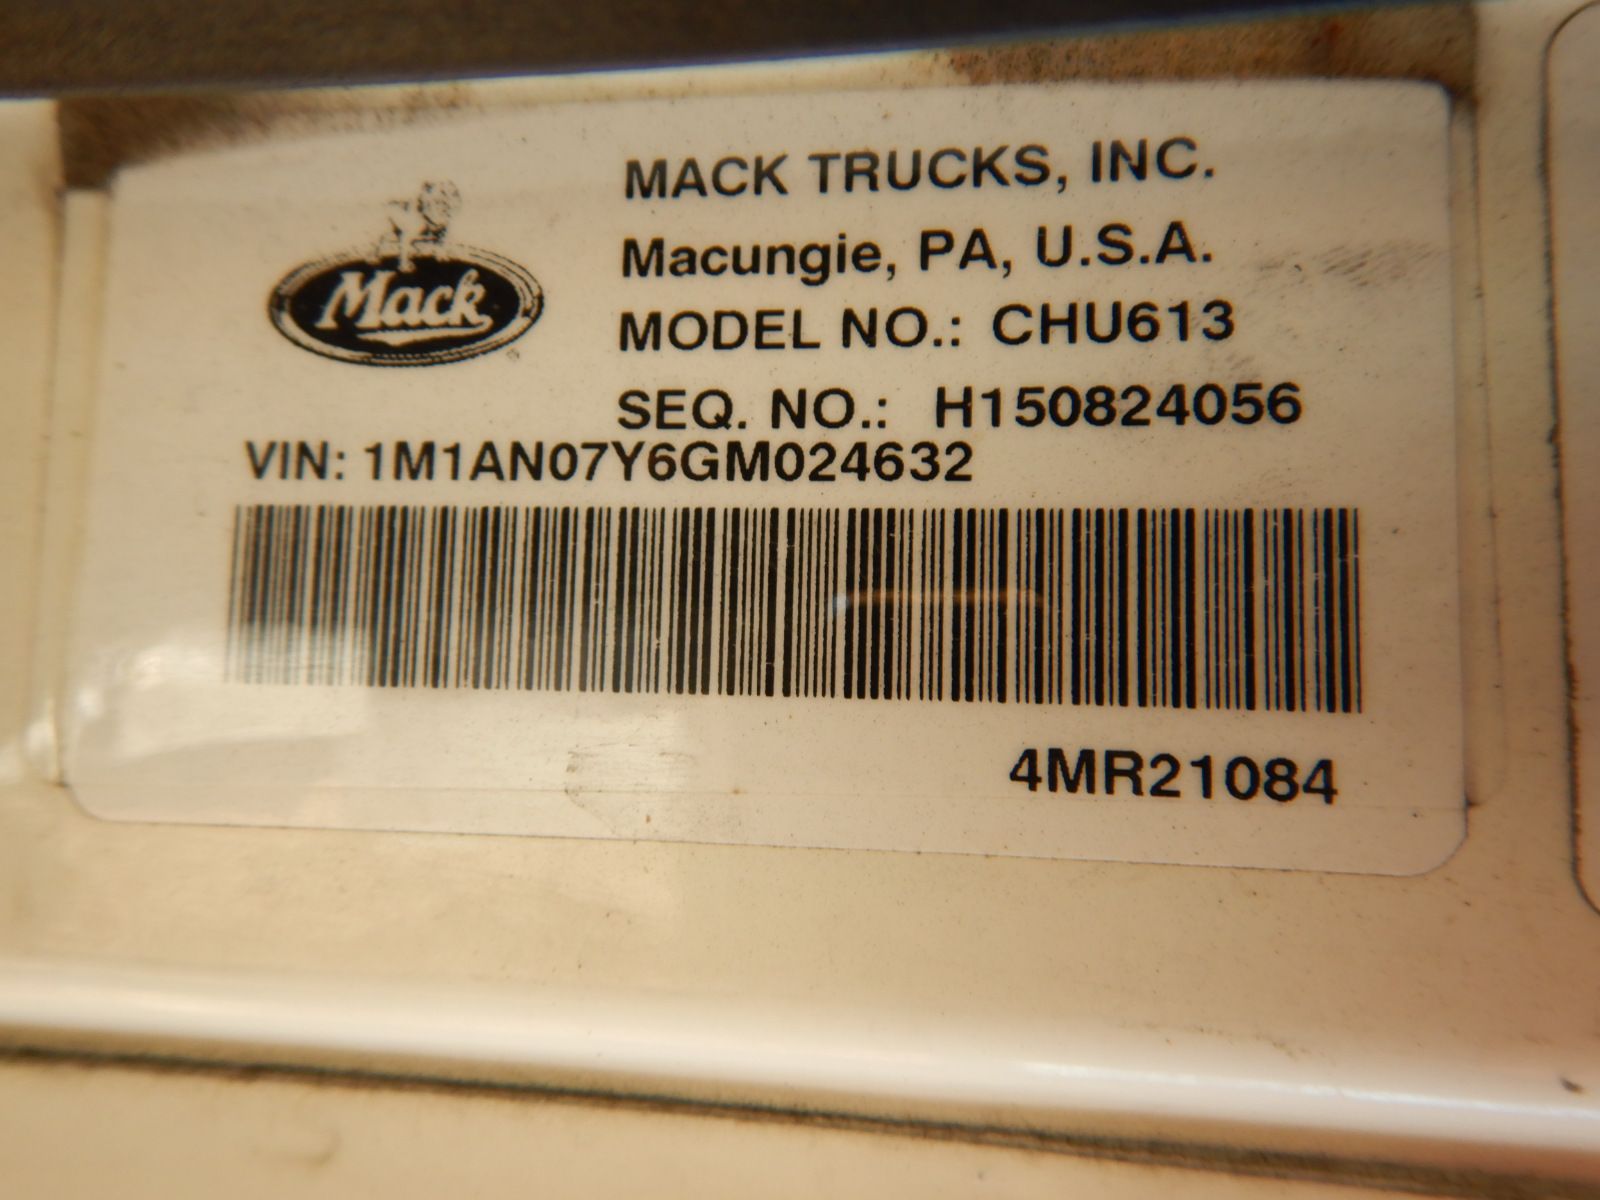 Mack
MACK TRUCKS, INC.
Macungie, PA, U.S.A.
MODEL NO.: CHU613
SEQ. NO.: H150824056
VIN: 1M1AN07Y6GM024632
4MR21084